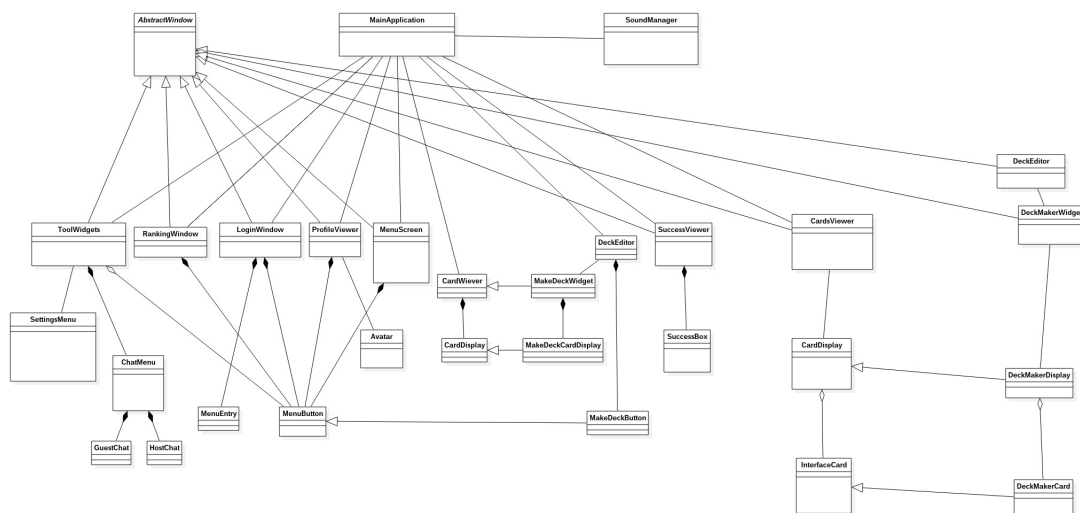 AbstractWindow
MainApplication
SoundManager
DeckEditor
DeckMakerWidge
ToolWidgets
RankingWindow
LoginWindow
ProfileViewer
MenuScreen
DeckEditor
SuccessViewer
CardsViewer
CardWiever
MakeDeckWidget
SettingsMenu
Avatar
CardDisplay
MakeDeckCardDisplay
SuccessBox
CardDisplay
ChatMenu
DeckMakerDisplay
MenuEntry
MenuButton
MakeDeckButton
GuestChat
HostChat
InterfaceCard
DeckMakerCard